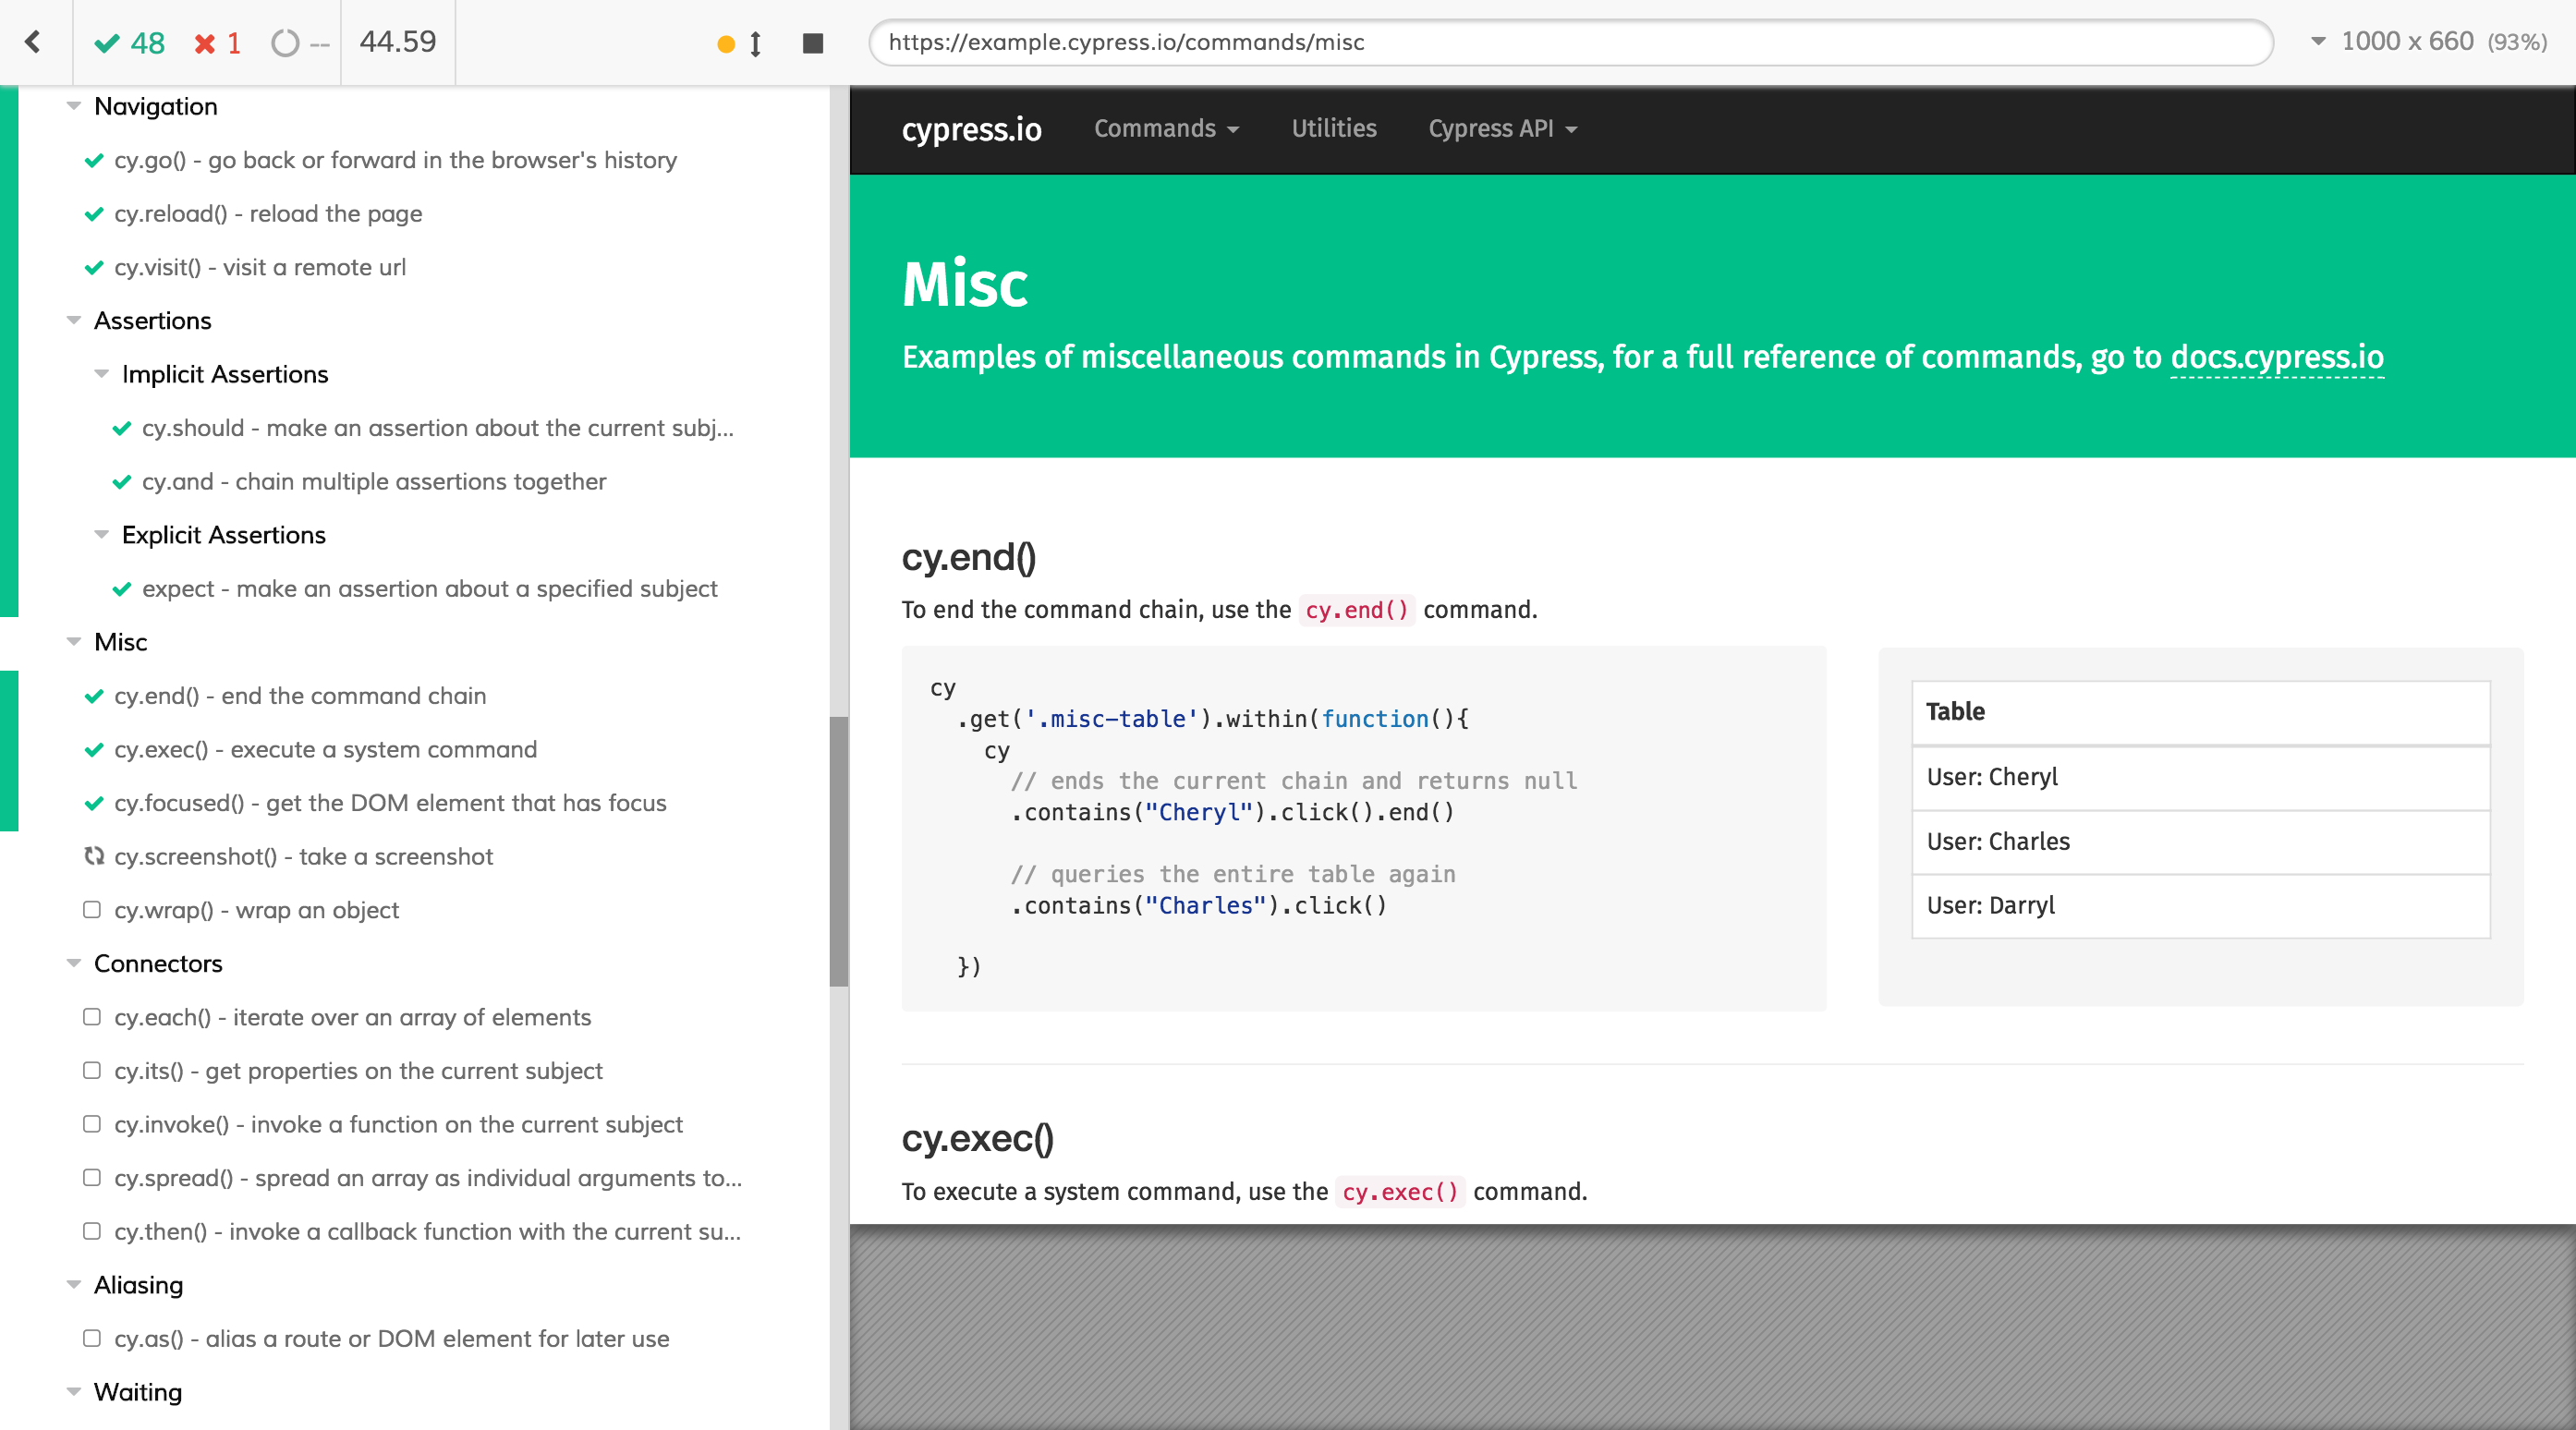 48 1 -- 44.59
https://example.cypress.io/commands/misc
1000 x 660 (93%)
Navigation
cy.go() - go back or forward in the browser's history
cy.reload() - reload the page
cy.visit() - visit a remote url
Assertions
Implicit Assertions
cy.should - make an assertion about the current subj...
cy.and - chain multiple assertions together
Explicit Assertions
expect - make an assertion about a specified subject
Misc
cy.end() - end the command chain
cy.exec() - execute a system command
cy.focused() - get the DOM element that has focus
cy.screenshot() - take a screenshot
cy.wrap() - wrap an object
Connectors
cy.each() - iterate over an array of elements
cy.its() - get properties on the current subject
cy.invoke() - invoke a function on the current subject
cy.spread() - spread an array as individual arguments to...
cy.then() - invoke a callback function with the current su...
Aliasing
cy.as() - alias a route or DOM element for later use
Waiting
cypress.io Commands Utilities Cypress API
Misc
Examples of miscellaneous commands in Cypress, for a full reference of commands, go to docs.cypress.io
cy.end()
To end the command chain, use the cy.end() command.
cy
.get('.misc-table').within(function(){
cy
// ends the current chain and returns null
.contains("Cheryl").click().end()
// queries the entire table again
.contains("Charles").click()
})
Table
User: Cheryl
User: Charles
User: Darryl
cy.exec()
To execute a system command, use the cy.exec() command.